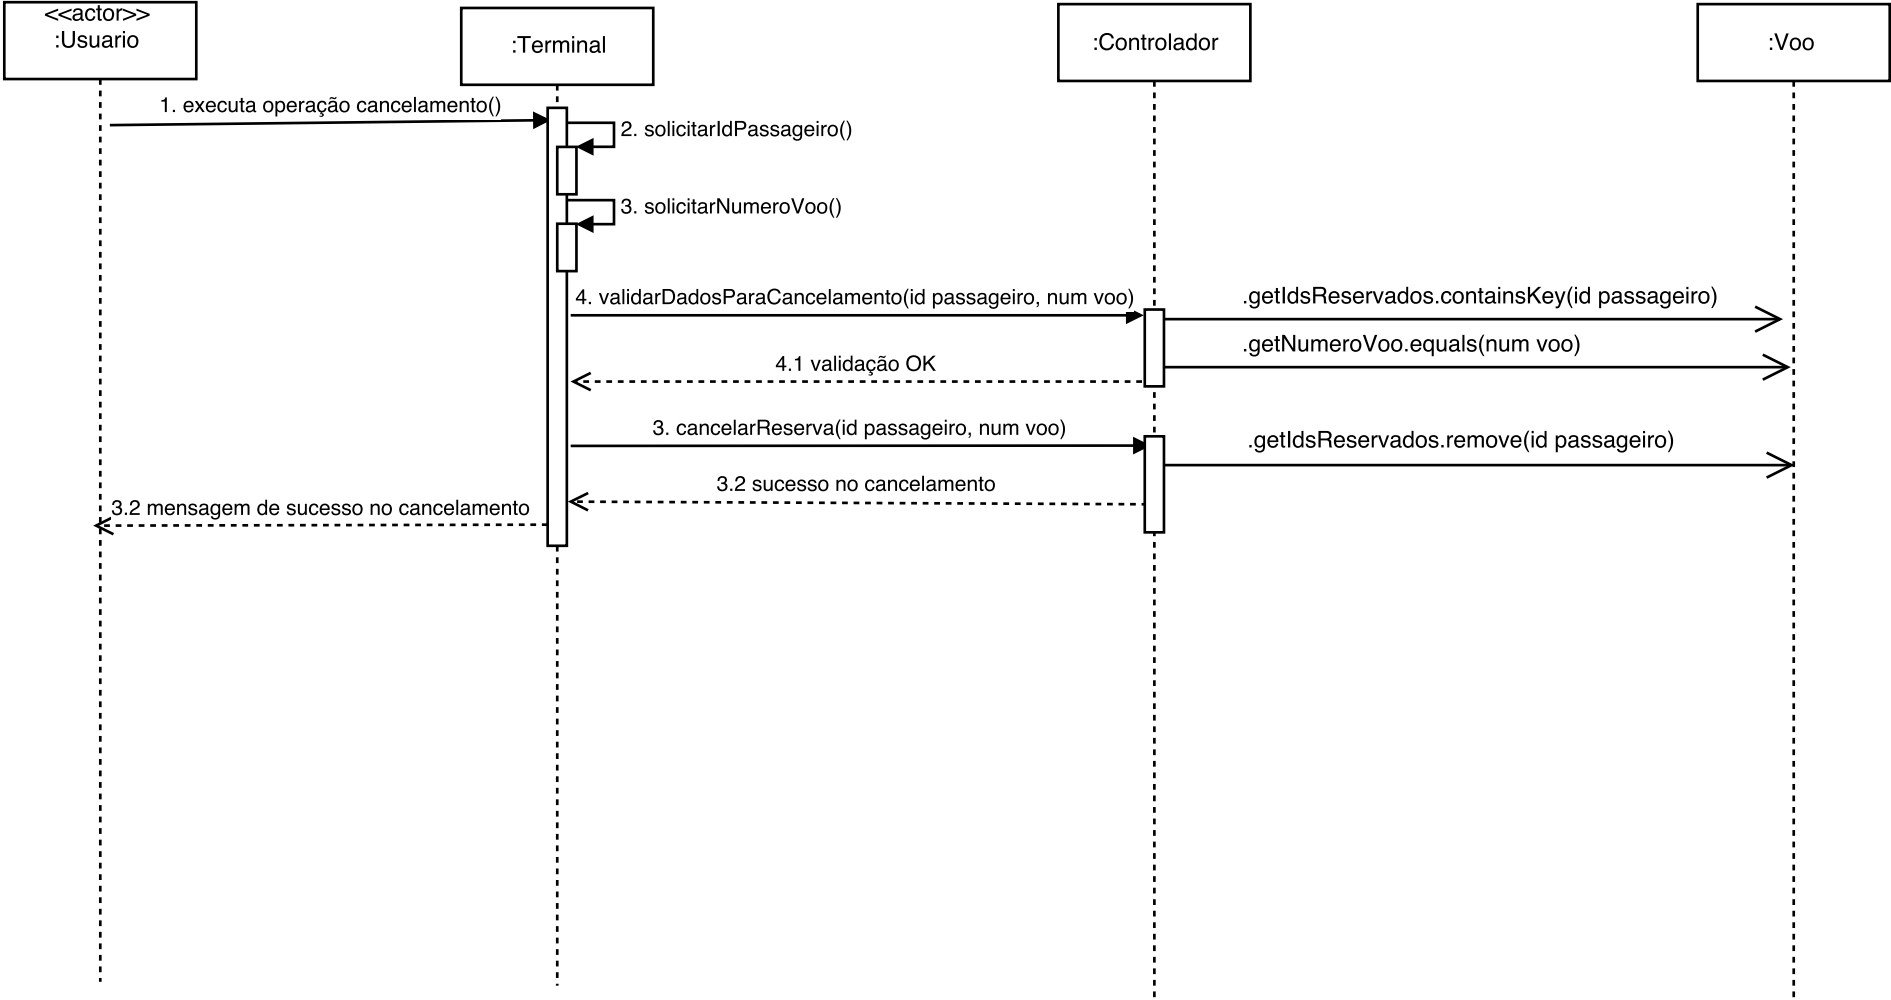 <<actor>>
:Usuario
:Terminal
:Controlador
:Voo
1. executa operação cancelamento()
2. solicitarIdPassageiro()
3. solicitarNumeroVoo()
4. validarDadosParaCancelamento(id passageiro, num voo)
.getIdsReservados.containsKey(id passageiro)
.getNumeroVoo.equals(num voo)
4.1 validação OK
3. cancelarReserva(id passageiro, num voo)
.getIdsReservados.remove(id passageiro)
3.2 sucesso no cancelamento
3.2 mensagem de sucesso no cancelamento